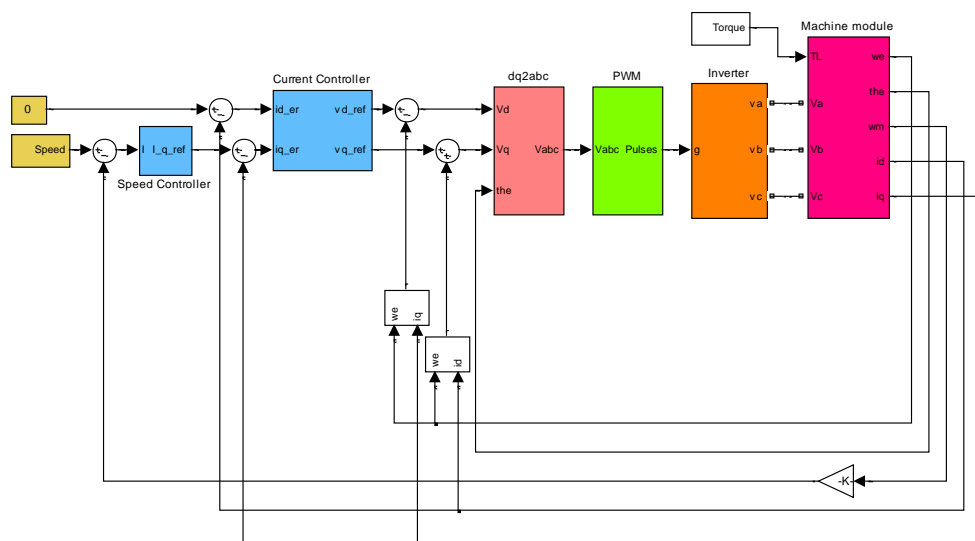 Machine module
Torque
TL
we
Current Controller
dq2abc
PWM
Inverter
the
0
id_er
vd_ref
Vd
va
Va
wm
Speed
I
I_q_ref
iq_er
vq_ref
Vq
Vabc
Vabc
Pulses
g
vb
Vb
id
Speed Controller
the
vc
Vc
iq
we
iq
we
id
-K-